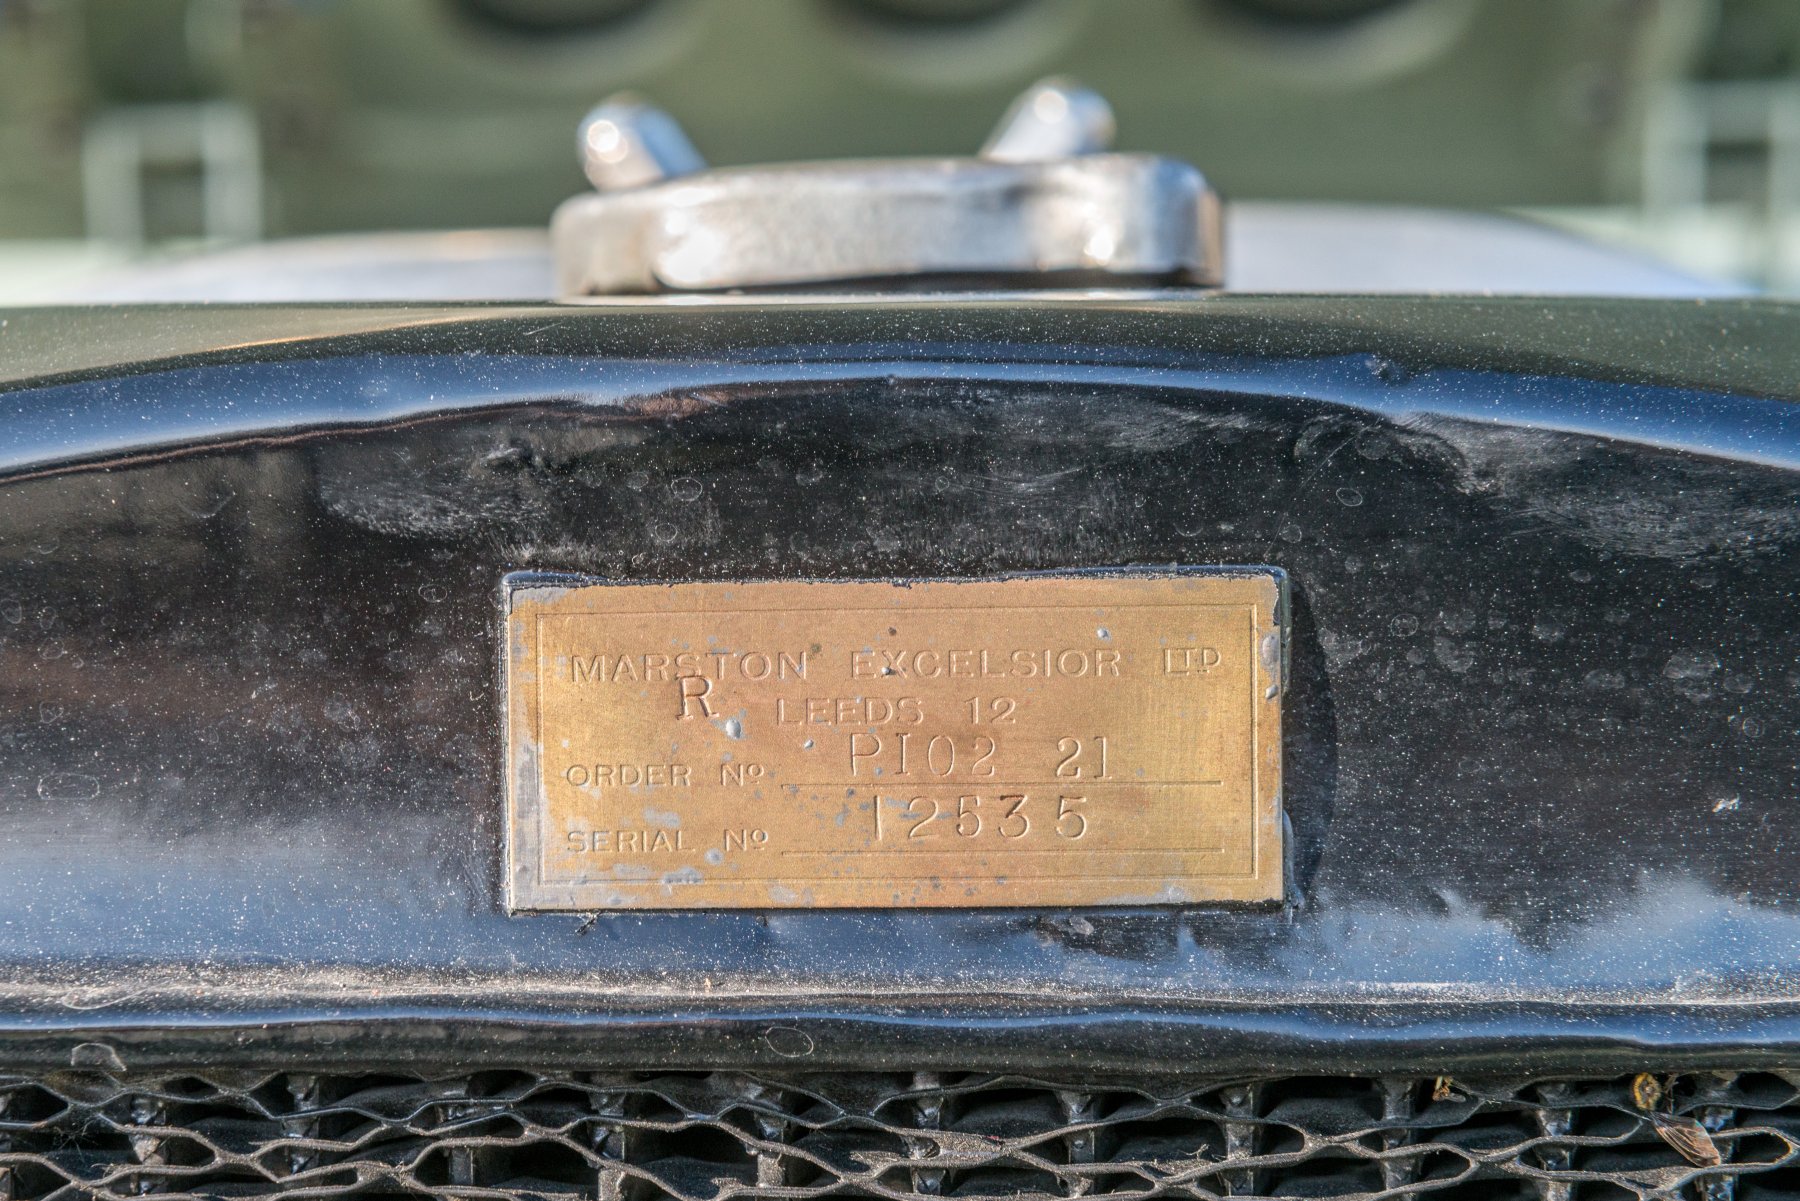 MARSTON EXCELSIOR LTD
R LEEDS 12
ORDER Nº PI02 21
SERIAL Nº 12535